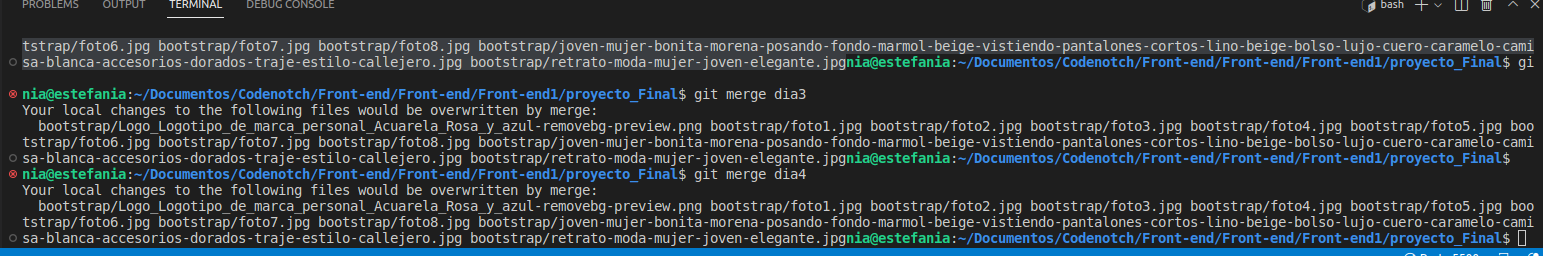 PROBLEMS OUTPUT TERMINAL DEBUG CONSOLE bash
tstrap/foto6.jpg bootstrap/foto7.jpg bootstrap/foto8.jpg bootstrap/joven-mujer-bonita-morena-posando-fondo-marmol-beige-vistiendo-pantalones-cortos-lino-beige-bolso-lujo-cuero-caramelo-cami
sa-blanca-accesorios-dorados-traje-estilo-callejero.jpg bootstrap/retrato-moda-mujer-joven-elegante.jpgnia@estefania:~/Documentos/Codenotch/Front-end/Front-end/Front-end1/proyecto_Final$ gi
nia@estefania:~/Documentos/Codenotch/Front-end/Front-end/Front-end1/proyecto_Final$ git merge dia3
Your local changes to the following files would be overwritten by merge:
bootstrap/Logo_Logotipo_de_marca_personal_Acuarela_Rosa_y_azul-removebg-preview.png bootstrap/foto1.jpg bootstrap/foto2.jpg bootstrap/foto3.jpg bootstrap/foto4.jpg bootstrap/foto5.jpg boo
tstrap/foto6.jpg bootstrap/foto7.jpg bootstrap/foto8.jpg bootstrap/joven-mujer-bonita-morena-posando-fondo-marmol-beige-vistiendo-pantalones-cortos-lino-beige-bolso-lujo-cuero-caramelo-cami
sa-blanca-accesorios-dorados-traje-estilo-callejero.jpg bootstrap/retrato-moda-mujer-joven-elegante.jpgnia@estefania:~/Documentos/Codenotch/Front-end/Front-end/Front-end1/proyecto_Final$
nia@estefania:~/Documentos/Codenotch/Front-end/Front-end/Front-end1/proyecto_Final$ git merge dia4
Your local changes to the following files would be overwritten by merge:
bootstrap/Logo_Logotipo_de_marca_personal_Acuarela_Rosa_y_azul-removebg-preview.png bootstrap/foto1.jpg bootstrap/foto2.jpg bootstrap/foto3.jpg bootstrap/foto4.jpg bootstrap/foto5.jpg boo
tstrap/foto6.jpg bootstrap/foto7.jpg bootstrap/foto8.jpg bootstrap/joven-mujer-bonita-morena-posando-fondo-marmol-beige-vistiendo-pantalones-cortos-lino-beige-bolso-lujo-cuero-caramelo-cami
sa-blanca-accesorios-dorados-traje-estilo-callejero.jpg bootstrap/retrato-moda-mujer-joven-elegante.jpgnia@estefania:~/Documentos/Codenotch/Front-end/Front-end/Front-end1/proyecto_Final$